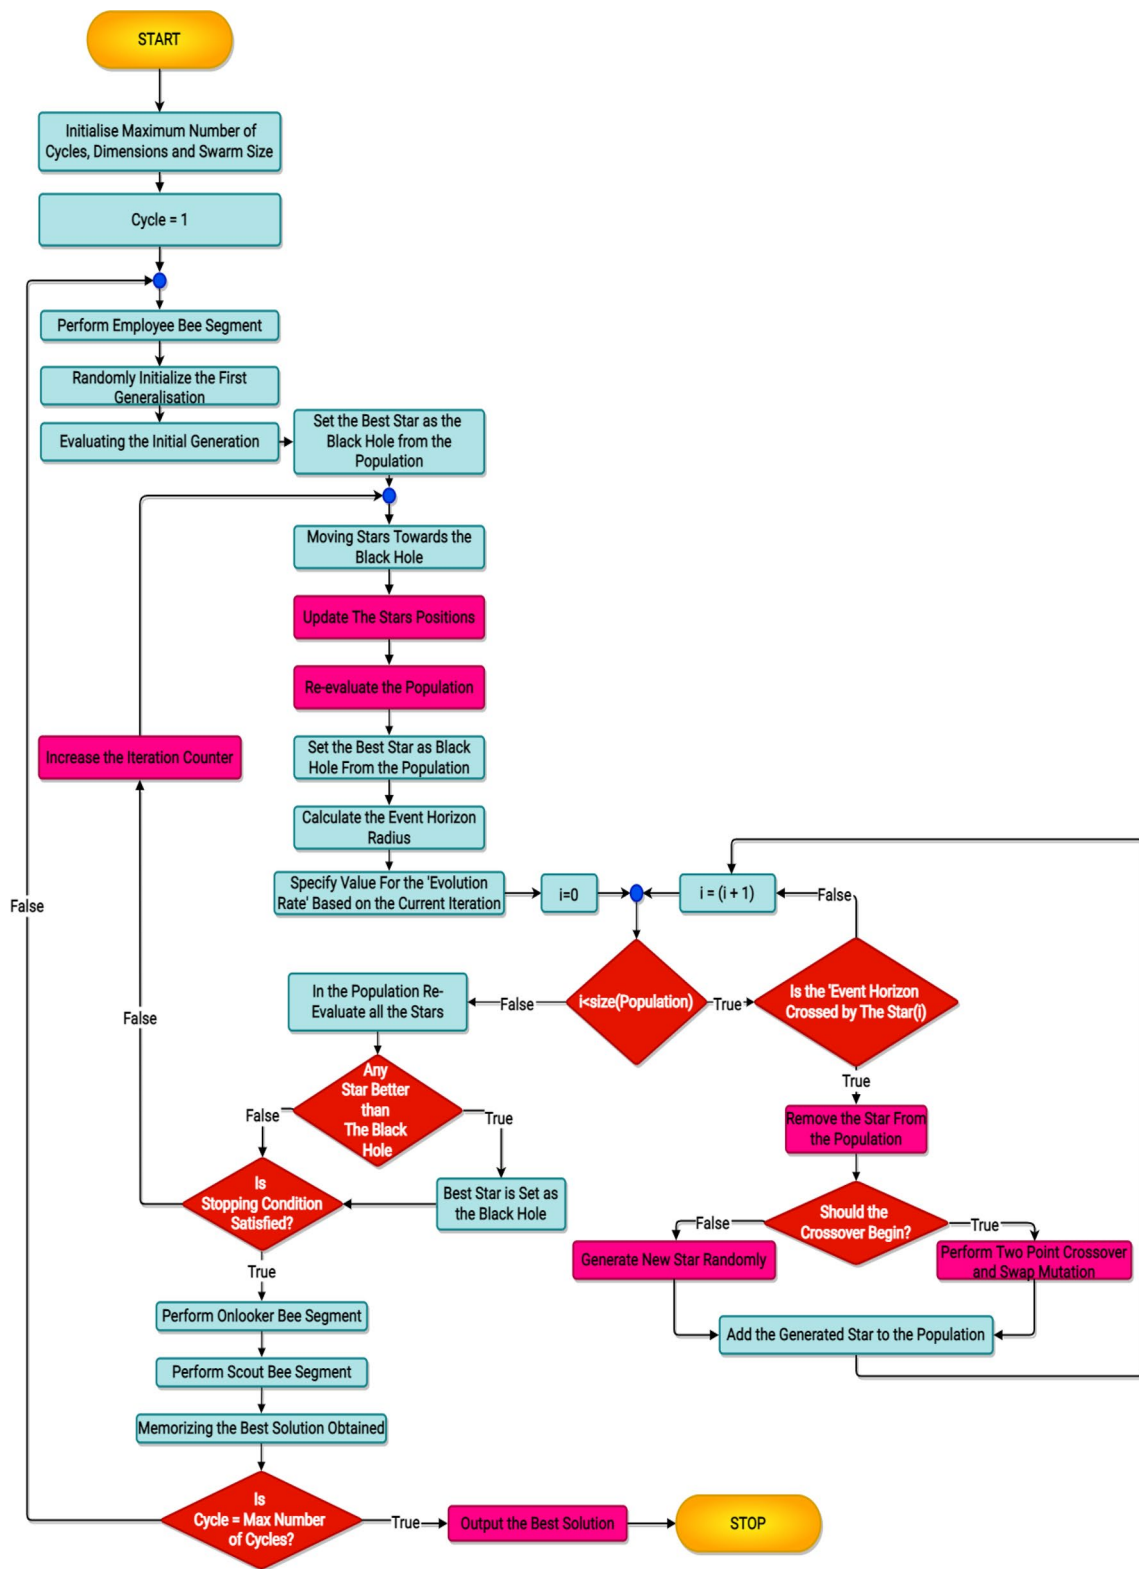 START
Initialise Maximum Number of
Cycles, Dimensions and Swarm Size
Cycle = 1
Perform Employee Bee Segment
Randomly Initialize the First
Generalisation
Evaluating the Initial Generation
Set the Best Star as the
Black Hole from the
Population
Moving Stars Towards the
Black Hole
Update The Stars Positions
Re-evaluate the Population
Increase the Iteration Counter
Set the Best Star as Black
Hole From the Population
Calculate the Event Horizon
Radius
Specify Value For the 'Evolution
Rate' Based on the Current Iteration
i=0
i = (i + 1)
False
False
i<size(Population)
False
True
Is the 'Event Horizon
Crossed by The Star(i)
In the Population Re-
Evaluate all the Stars
False
True
Any
Star Better
than
The Black
Hole
False
True
Remove the Star From
the Population
Is
Stopping Condition
Satisfied?
Best Star is Set as
the Black Hole
Should the
Crossover Begin?
False
True
Generate New Star Randomly
Perform Two Point Crossover
and Swap Mutation
True
Perform Onlooker Bee Segment
Add the Generated Star to the Population
Perform Scout Bee Segment
Memorizing the Best Solution Obtained
Is
Cycle = Max Number
of Cycles?
True
Output the Best Solution
STOP